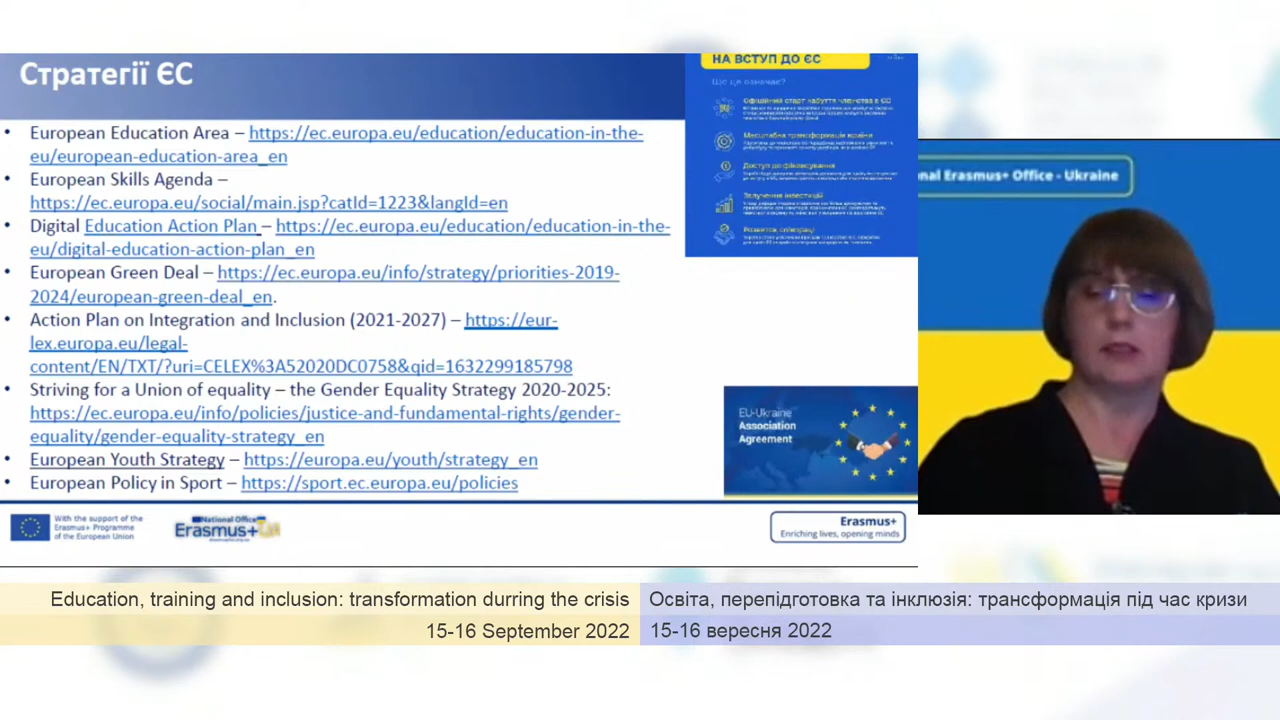 Стратегії ЄС
• European Education Area – https://ec.europa.eu/education/education-in-the-
eu/european-education-area_en
• European Skills Agenda –
https://ec.europa.eu/social/main.jsp?catId=1223&langId=en
• Digital Education Action Plan – https://ec.europa.eu/education/education-in-the-
eu/digital-education-action-plan_en
• European Green Deal – https://ec.europa.eu/info/strategy/priorities-2019-
2024/european-green-deal_en.
• Action Plan on Integration and Inclusion (2021-2027) – https://eur-
lex.europa.eu/legal-
content/EN/TXT/?uri=CELEX%3A52020DC0758&qid=1632299185798
• Striving for a Union of equality – the Gender Equality Strategy 2020-2025:
https://ec.europa.eu/info/policies/justice-and-fundamental-rights/gender-
equality/gender-equality-strategy_en
• European Youth Strategy – https://europa.eu/youth/strategy_en
• European Policy in Sport – https://sport.ec.europa.eu/policies
НА ВСТУП ДО ЄС
Що це означає?
Офіційний старт набуття членства в ЄС
Масштабна трансформація країни
Доступ до фінансування
Залучення інвестицій
Розвиток співпраці
EU-Ukraine
Association
Agreement
With the support of the
Erasmus+ Programme
of the European Union
National Office
Erasmus+UA
Erasmus+
Enriching lives, opening minds
nal Erasmus+ Office - Ukraine
Education, training and inclusion: transformation durring the crisis
15-16 September 2022
Освіта, перепідготовка та інклюзія: трансформація під час кризи
15-16 вересня 2022